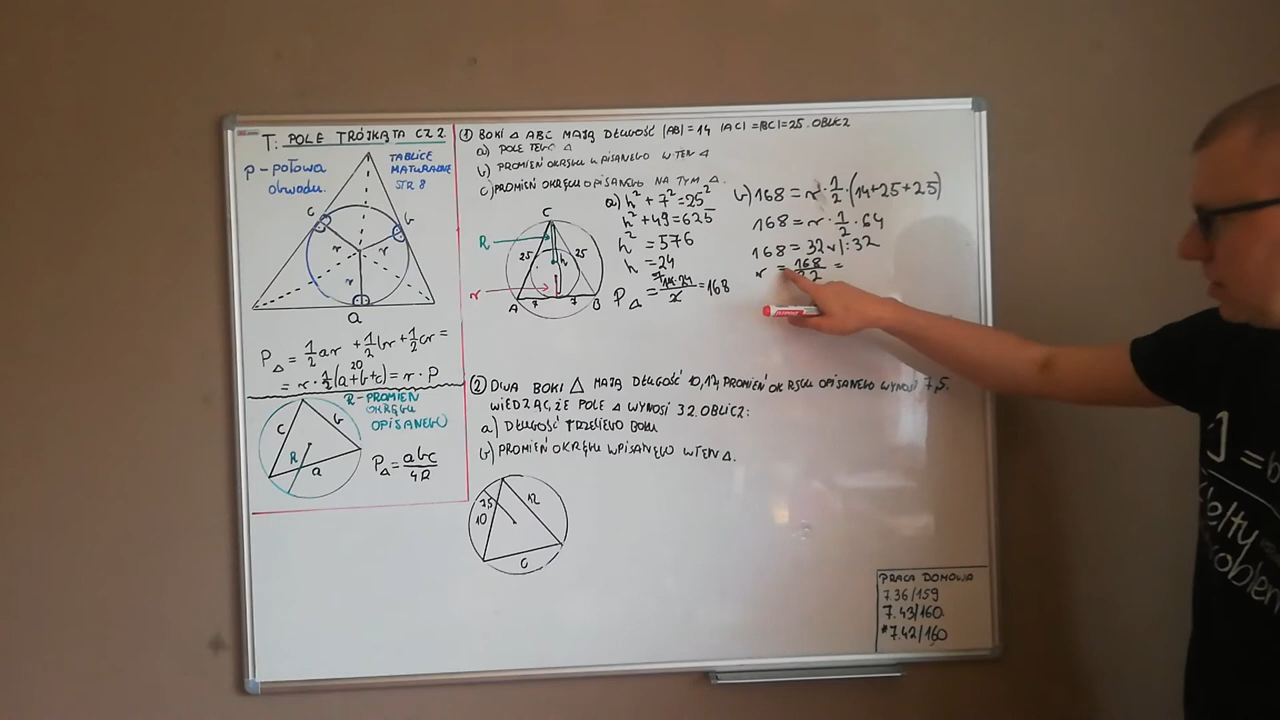 T: POLE TRÓJKĄTA CZ 2
p - połowa
obwodu.
TABLICE
MATURALNE
STR 8
c
b
r
r
r
a
P△ = 1/2 ar + 1/2 br + 1/2 cr =
= r · 1/2 (a+b+c) = r · P
R - PROMIEŃ
OKRĘGU
OPISANEGO
c
b
R
a
P△ = abc/4R
① BOKI △ ABC MAJĄ DŁUGOŚĆ |AB|=14 |AC|=|BC|=25. OBLICZ
a) POLE TEGO △
b) PROMIEŃ OKRĘGU WPISANEGO W TEN △
c) PROMIEŃ OKRĘGU OPISANEGO NA TYM △.
C
R
25
25
h
r
A
7
7
B
a) h² + 7² = 25²
h² + 49 = 625
h² = 576
h = 24
P△ = 14·24/2 = 168
b) 168 = r · 1/2 · (14+25+25)
168 = r · 1/2 · 64
168 = 32r |:32
r = 168/32 =
② DWA BOKI △ MAJĄ DŁUGOŚĆ 10, 12, PROMIEŃ OKRĘGU OPISANEGO WYNOSI 7,5.
WIEDZĄC, ŻE POLE △ WYNOSI 32. OBLICZ:
a) DŁUGOŚĆ TRZECIEGO BOKU
b) PROMIEŃ OKRĘGU WPISANEGO W TEN △.
7,5
10
12
c
PRACA DOMOWA
7.36/159
7.43/160
*7.42/160